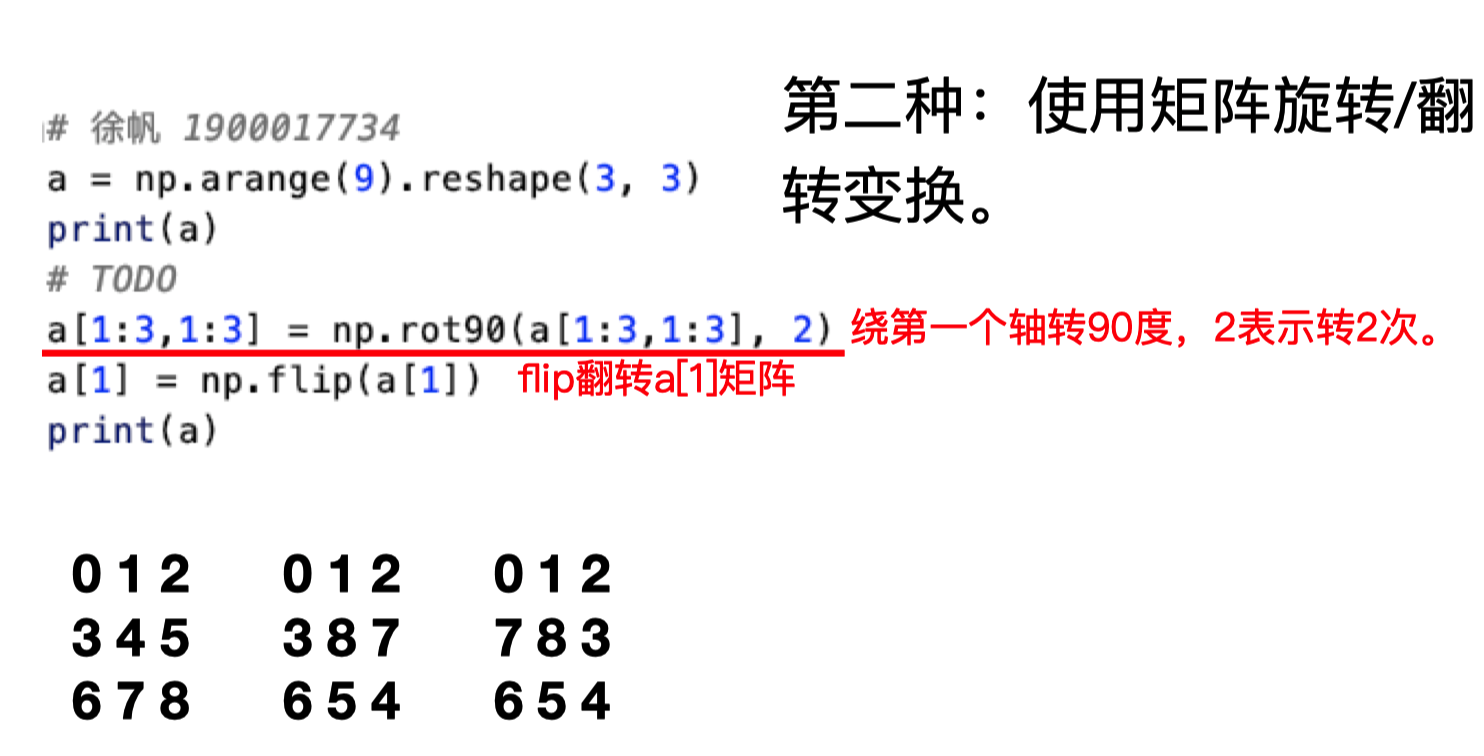 # 徐帆 1900017734
a = np.arange(9).reshape(3, 3)
print(a)
# TODO
a[1:3,1:3] = np.rot90(a[1:3,1:3], 2)
a[1] = np.flip(a[1])
print(a)
第二种：使用矩阵旋转/翻
转变换。
绕第一个轴转90度，2表示转2次。
flip翻转a[1]矩阵
0 1 2 0 1 2 0 1 2
3 4 5 3 8 7 7 8 3
6 7 8 6 5 4 6 5 4